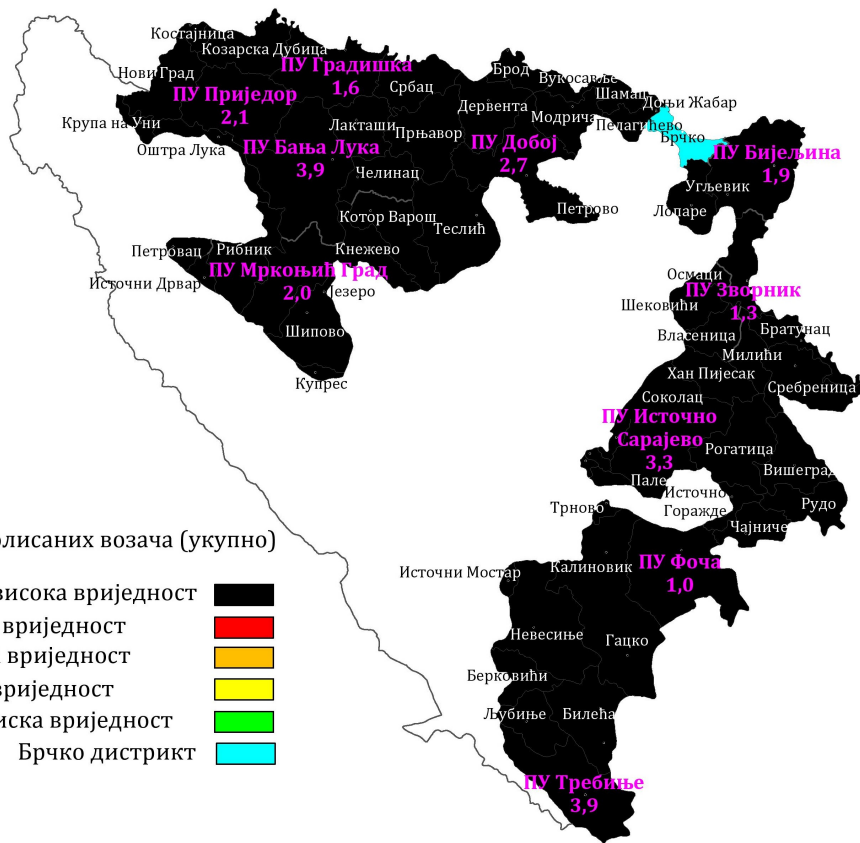 Костајница
Козарска Дубица
Нови Град
ПУ Градишка
1,6
Србац
Брод
Вукосавље
Шамац
Доњи Жабар
ПУ Приједор
2,1
Дервента
Модрича
Пелагићево
Брчко
Крупа на Уни
Оштра Лука
Лакташи
Прњавор
ПУ Бања Лука
3,9
ПУ Добој
2,7
ПУ Бијељина
1,9
Челинац
Угљевик
Лопаре
Петрово
Котор Варош
Теслић
Кнежево
Петровац
Рибник
ПУ Мркоњић Град
2,0
Источни Дрвар
Језеро
Шипово
Купрес
Осмаци
ПУ Зворник
1,3
Шековићи
Братунац
Власеница
Милићи
Хан Пијесак
Сребреница
Соколац
ПУ Источно
Сарајево
3,3
Рогатица
Вишеград
Пале
Источно
Горажде
Рудо
Трново
Чајниче
Калиновик
ПУ Фоча
1,0
Источни Мостар
Невесиње
Гацко
Берковићи
Љубиње
Билећа
ПУ Требиње
3,9
олисаних возача (укупно)
висока вриједност
вриједност
вриједност
вриједност
иска вриједност
Брчко дистрикт